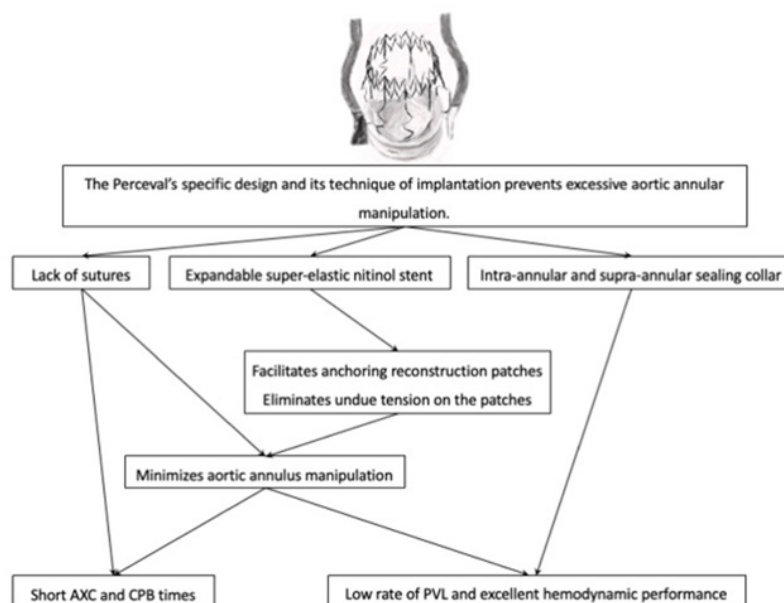 The Perceval's specific design and its technique of implantation prevents excessive aortic annular
manipulation.
Lack of sutures
Expandable super-elastic nitinol stent
Intra-annular and supra-annular sealing collar
Facilitates anchoring reconstruction patches
Eliminates undue tension on the patches
Minimizes aortic annulus manipulation
Short AXC and CPB times
Low rate of PVL and excellent hemodynamic performance